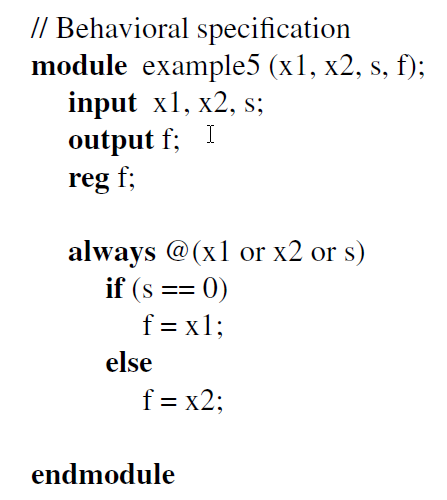 // Behavioral specification
module example5 (x1, x2, s, f);
input x1, x2, s;
output f;
reg f;
always @(x1 or x2 or s)
if (s == 0)
f = x1;
else
f = x2;
endmodule